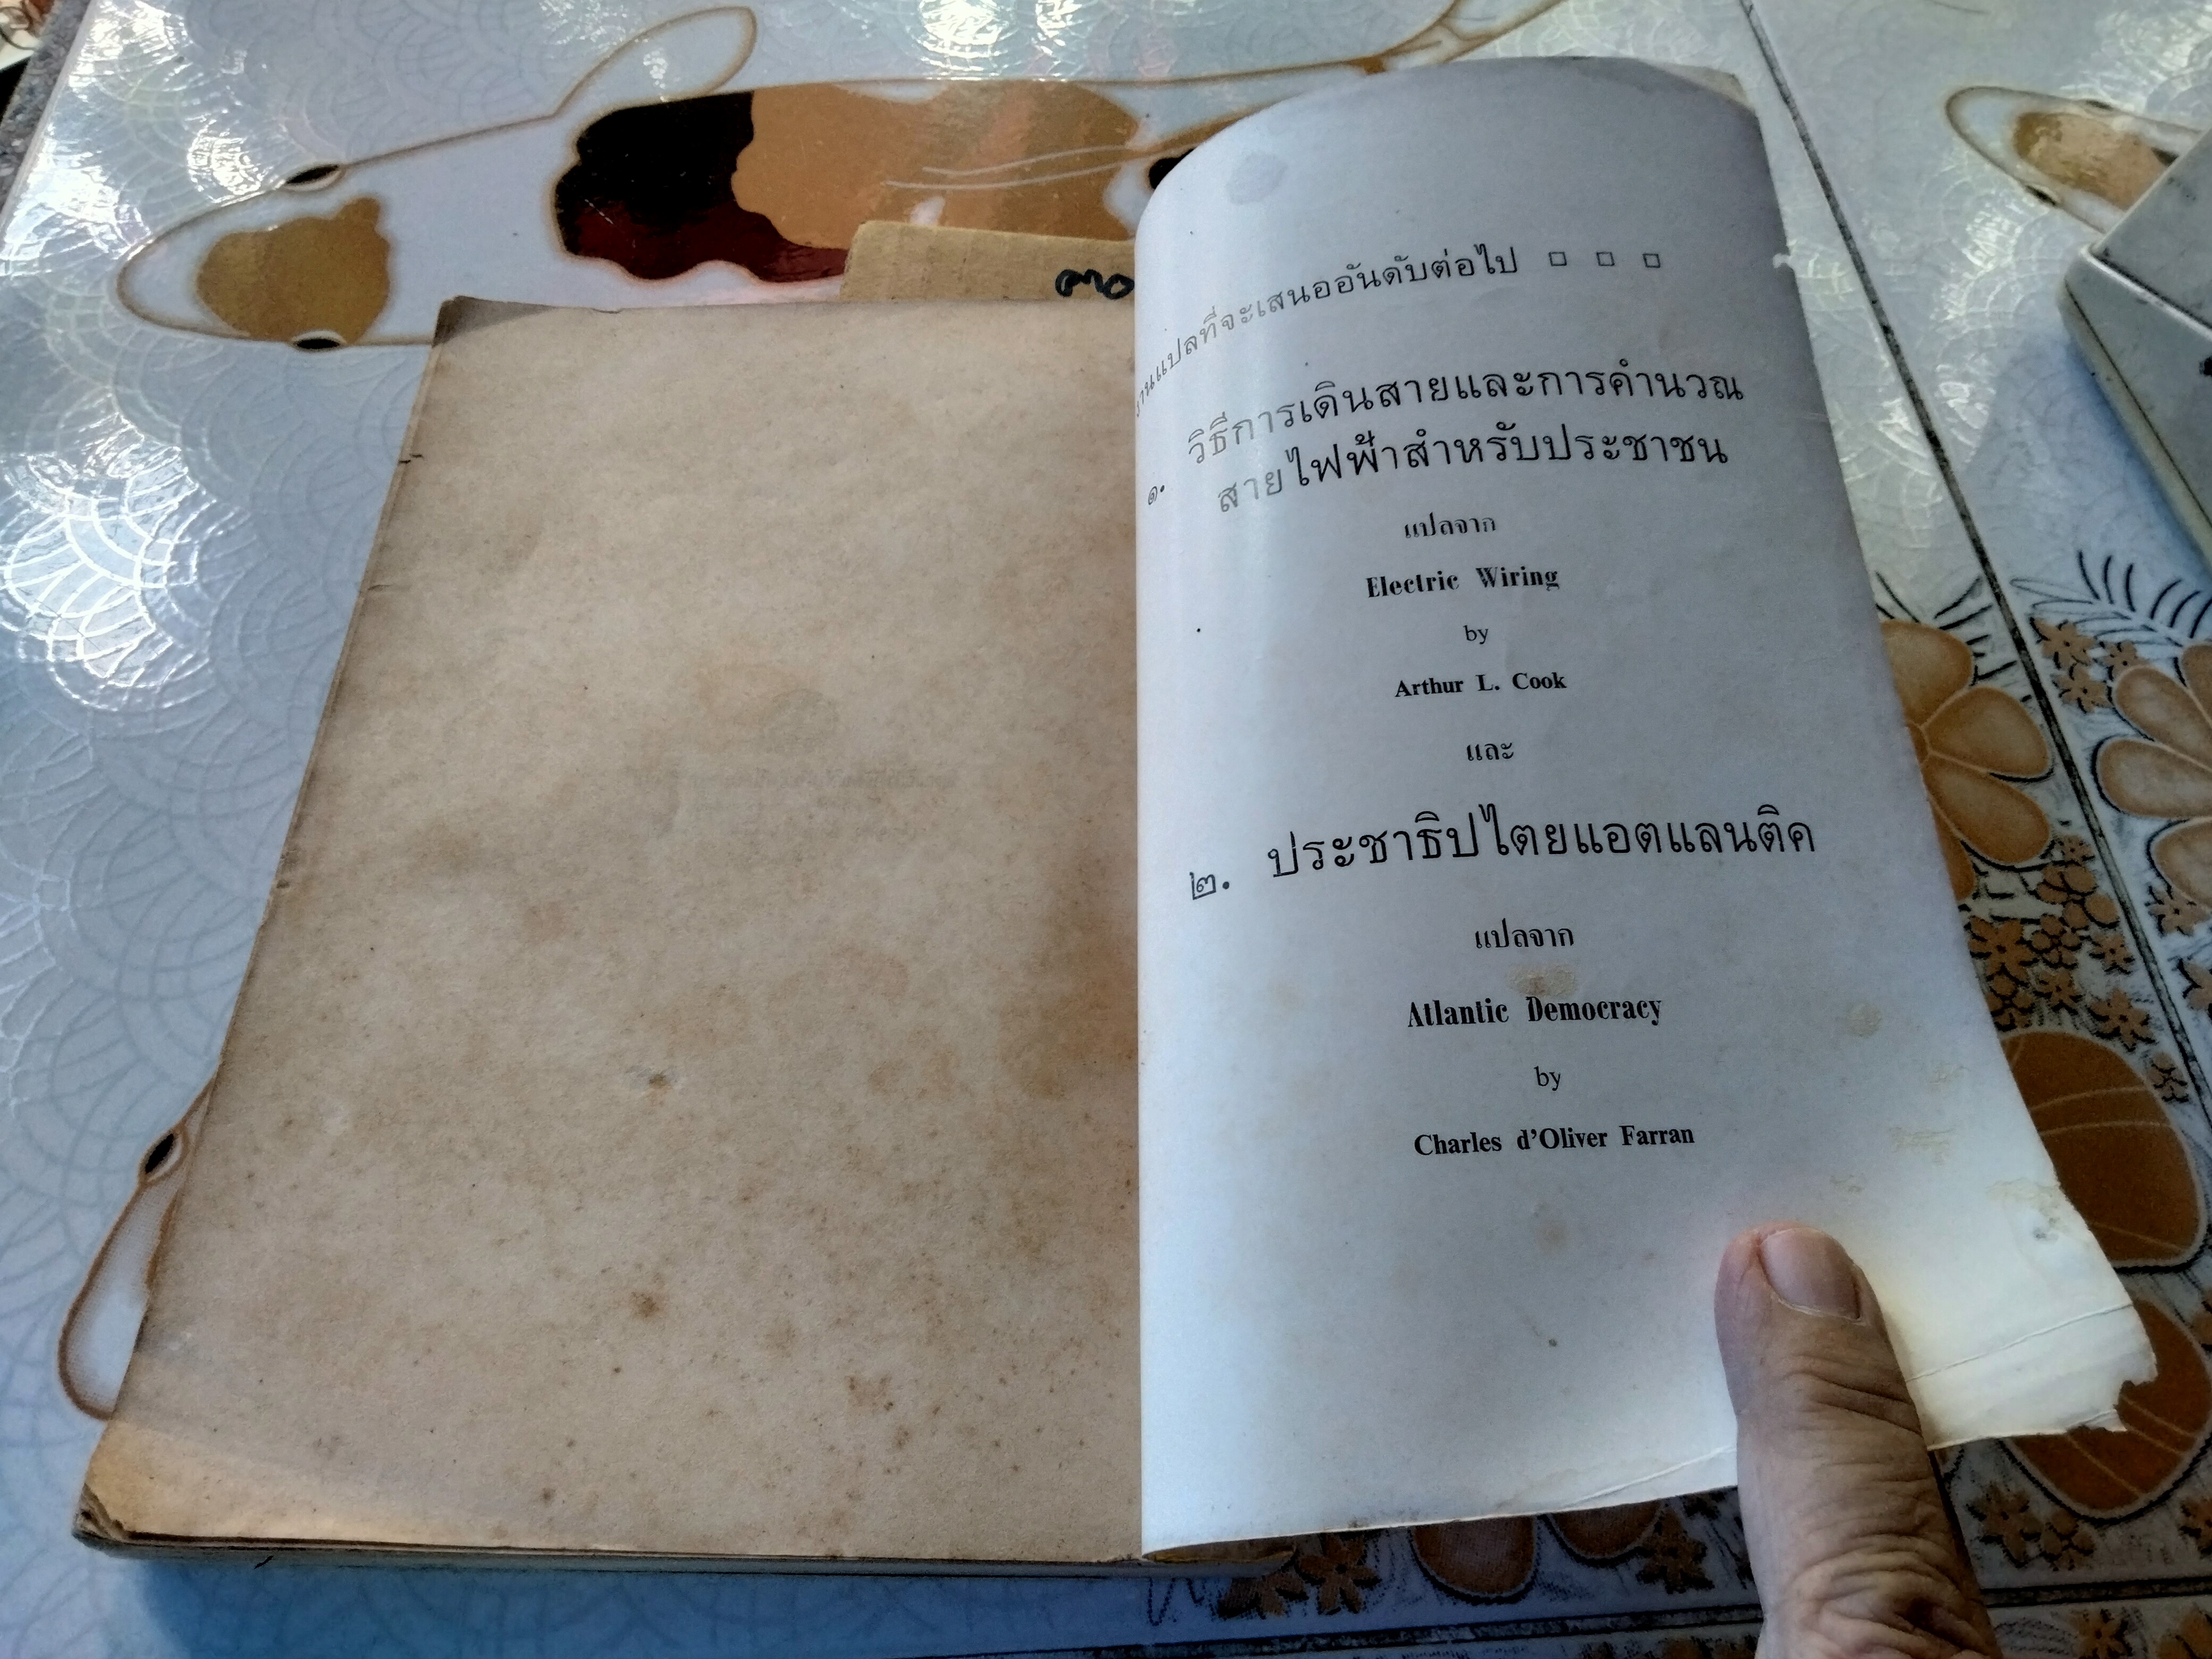 ๓๐
งานแปลที่จะเสนออันดับต่อไป □ □ □
๑. วิธีการเดินสายและการคำนวณ
สายไฟฟ้าสำหรับประชาชน
แปลจาก
Electric Wiring
by
Arthur L. Cook
และ
๒. ประชาธิปไตยแอตแลนติค
แปลจาก
Atlantic Democracy
by
Charles d'Oliver Farran